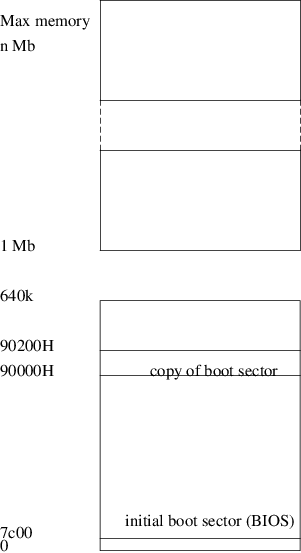 Max memory
n Mb
1 Mb
640k
90200H
90000H
copy of boot sector
initial boot sector (BIOS)
7c00
0